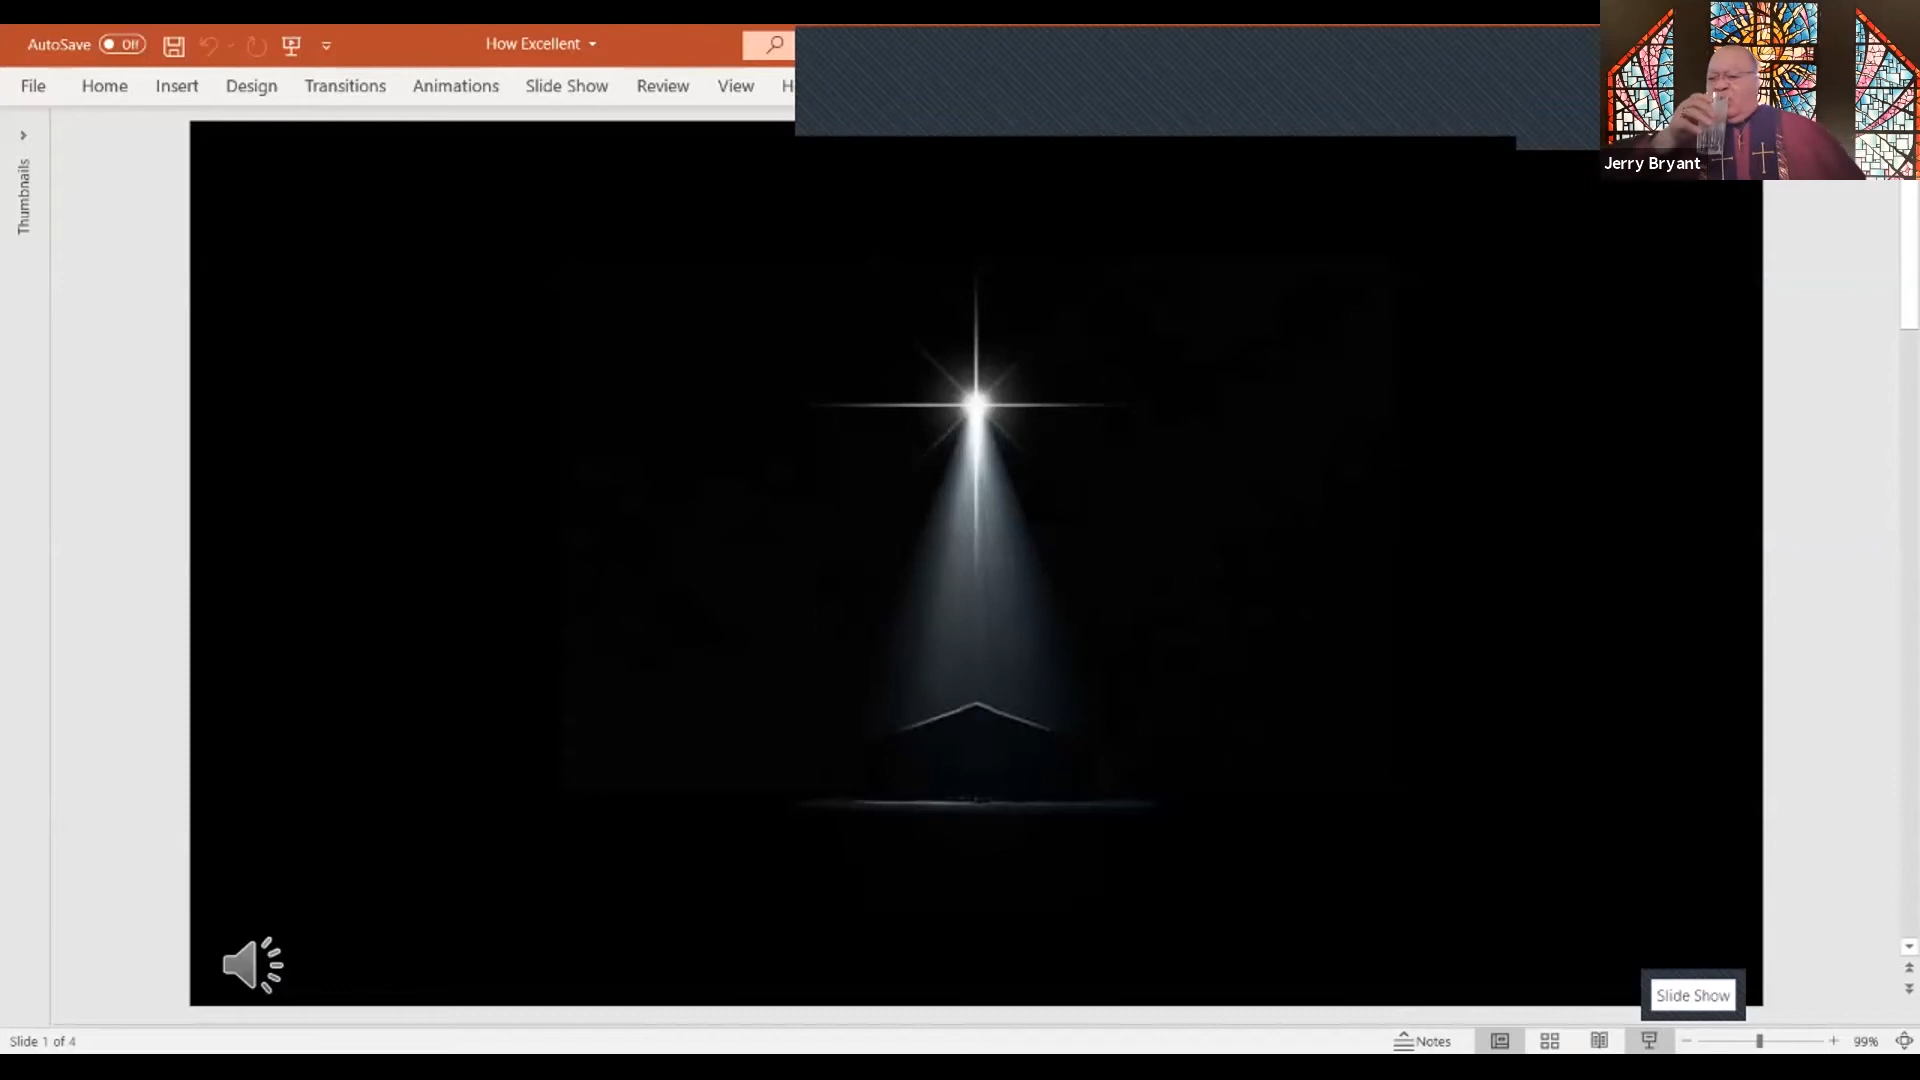 AutoSave Off How Excellent
File Home Insert Design Transitions Animations Slide Show Review View H
Jerry Bryant
Thumbnails
Slide Show
Slide 1 of 4 Notes 99%